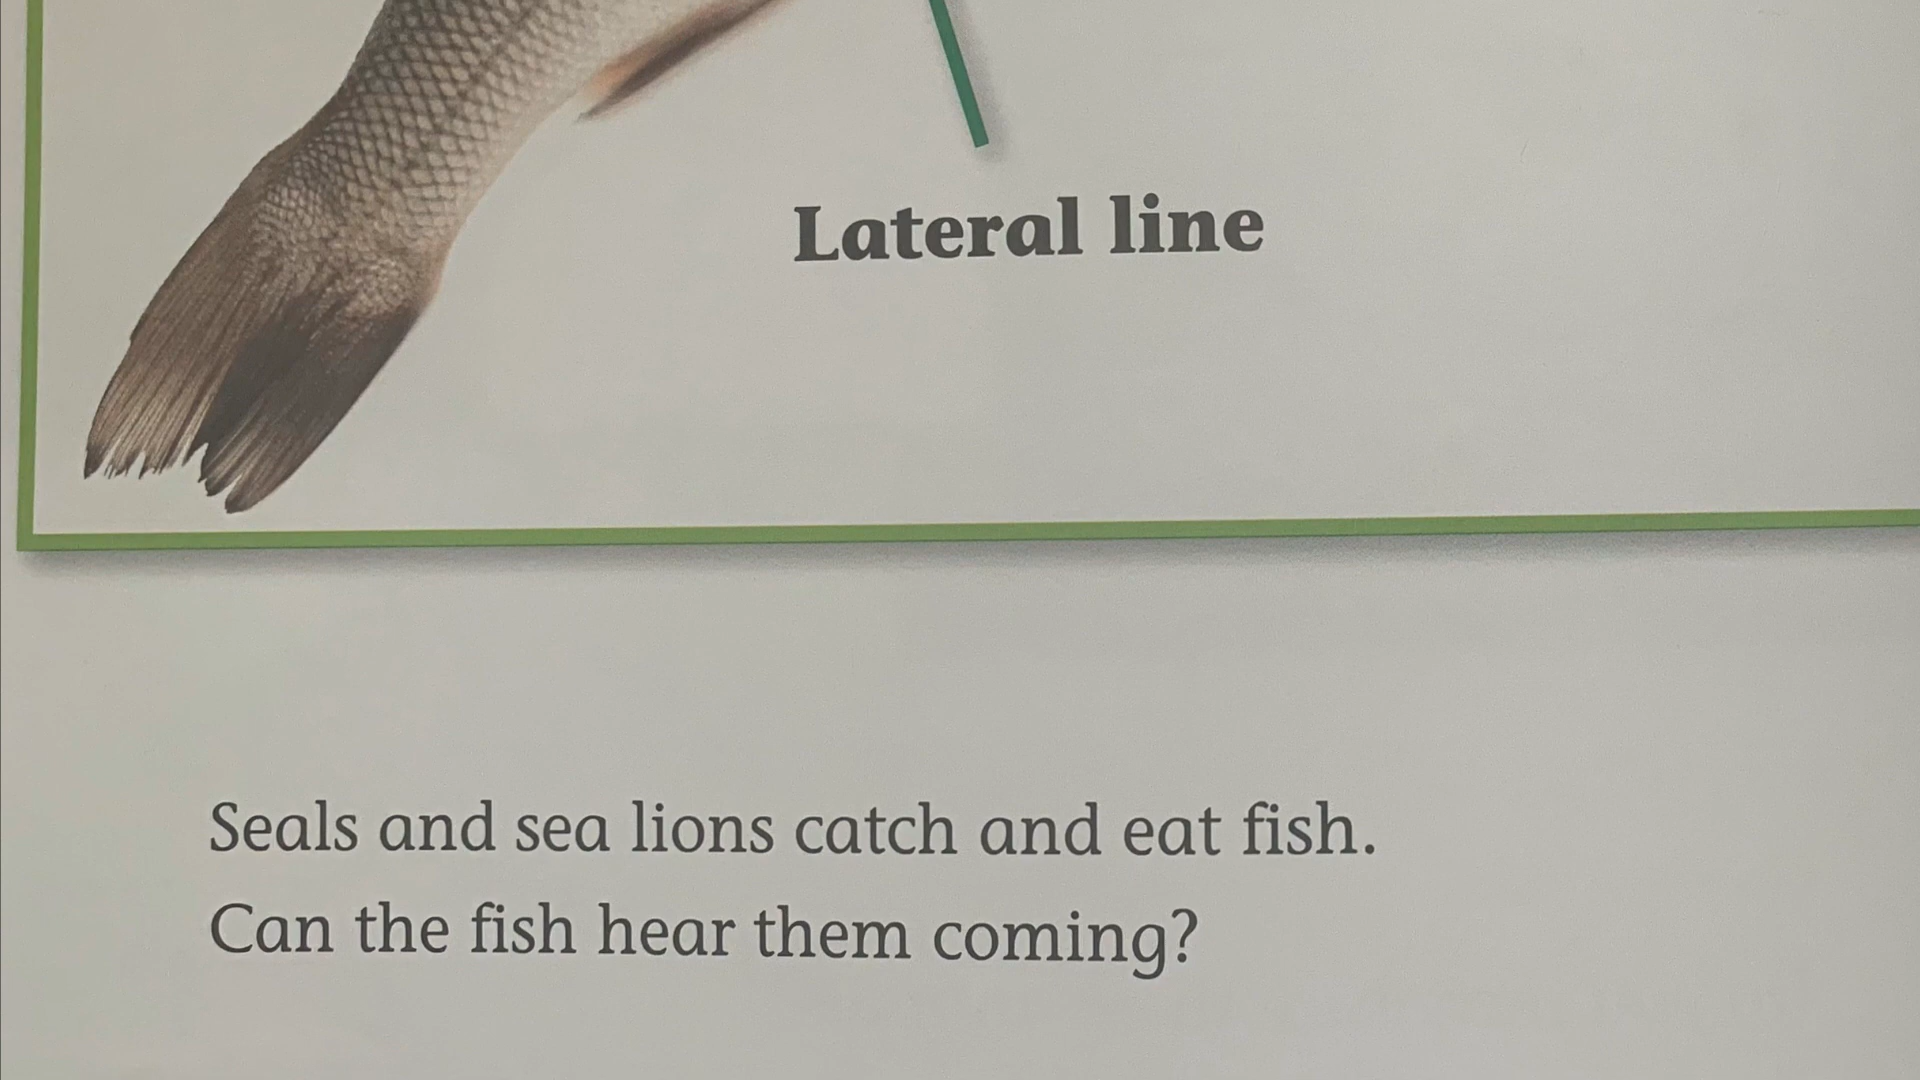 Lateral line
Seals and sea lions catch and eat fish.
Can the fish hear them coming?